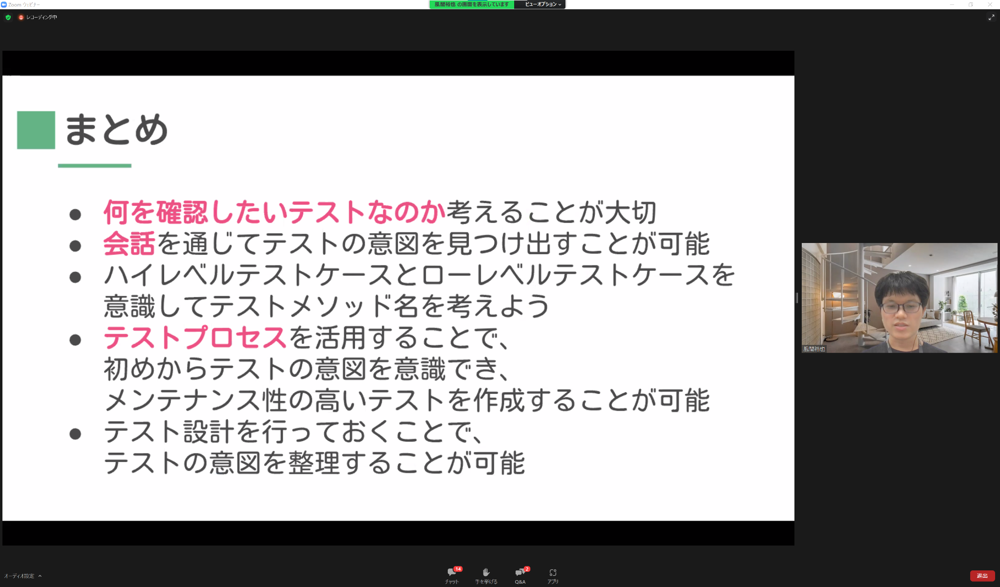 Zoom ウェビナー
風間裕也 の画面を表示しています
ビューオプション
レコーディング中
まとめ
● 何を確認したいテストなのか考えることが大切
● 会話を通じてテストの意図を見つけ出すことが可能
● ハイレベルテストケースとローレベルテストケースを
意識してテストメソッド名を考えよう
● テストプロセスを活用することで、
初めからテストの意図を意識でき、
メンテナンス性の高いテストを作成することが可能
● テスト設計を行っておくことで、
テストの意図を整理することが可能
風間裕也
オーディオ設定
14
チャット
手を挙げる
2
Q&A
アプリ
退出